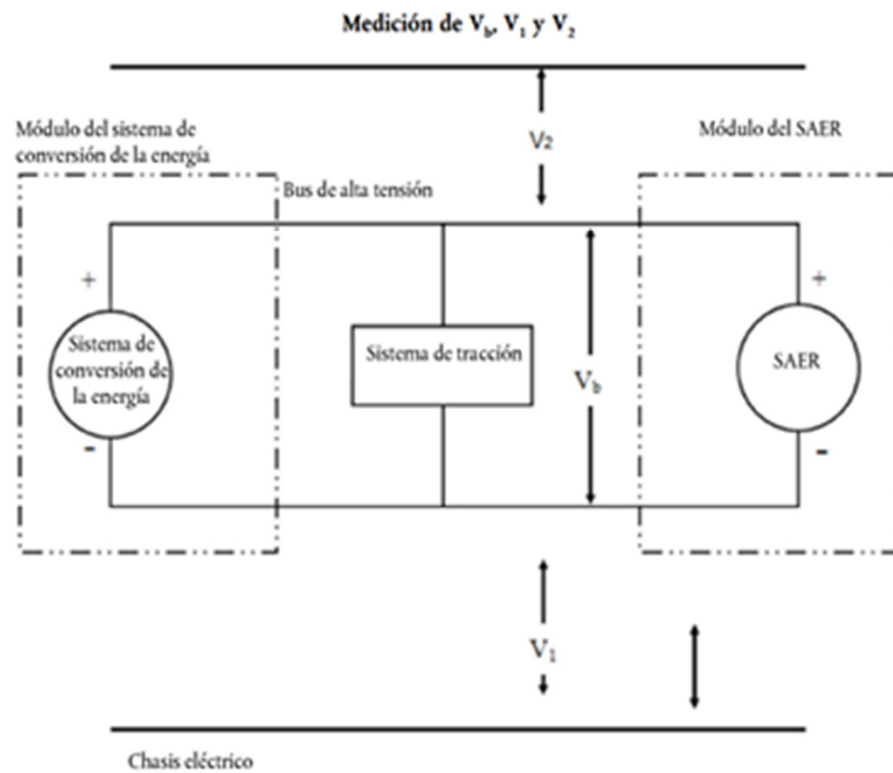 Medición de Vb, V1 y V2
Módulo del sistema de
conversión de la energía
V2
Módulo del SAER
Bus de alta tensión
+
+
Sistema de
conversión de
la energía
Sistema de tracción
Vb
SAER
-
-
V1
Chasis eléctrico